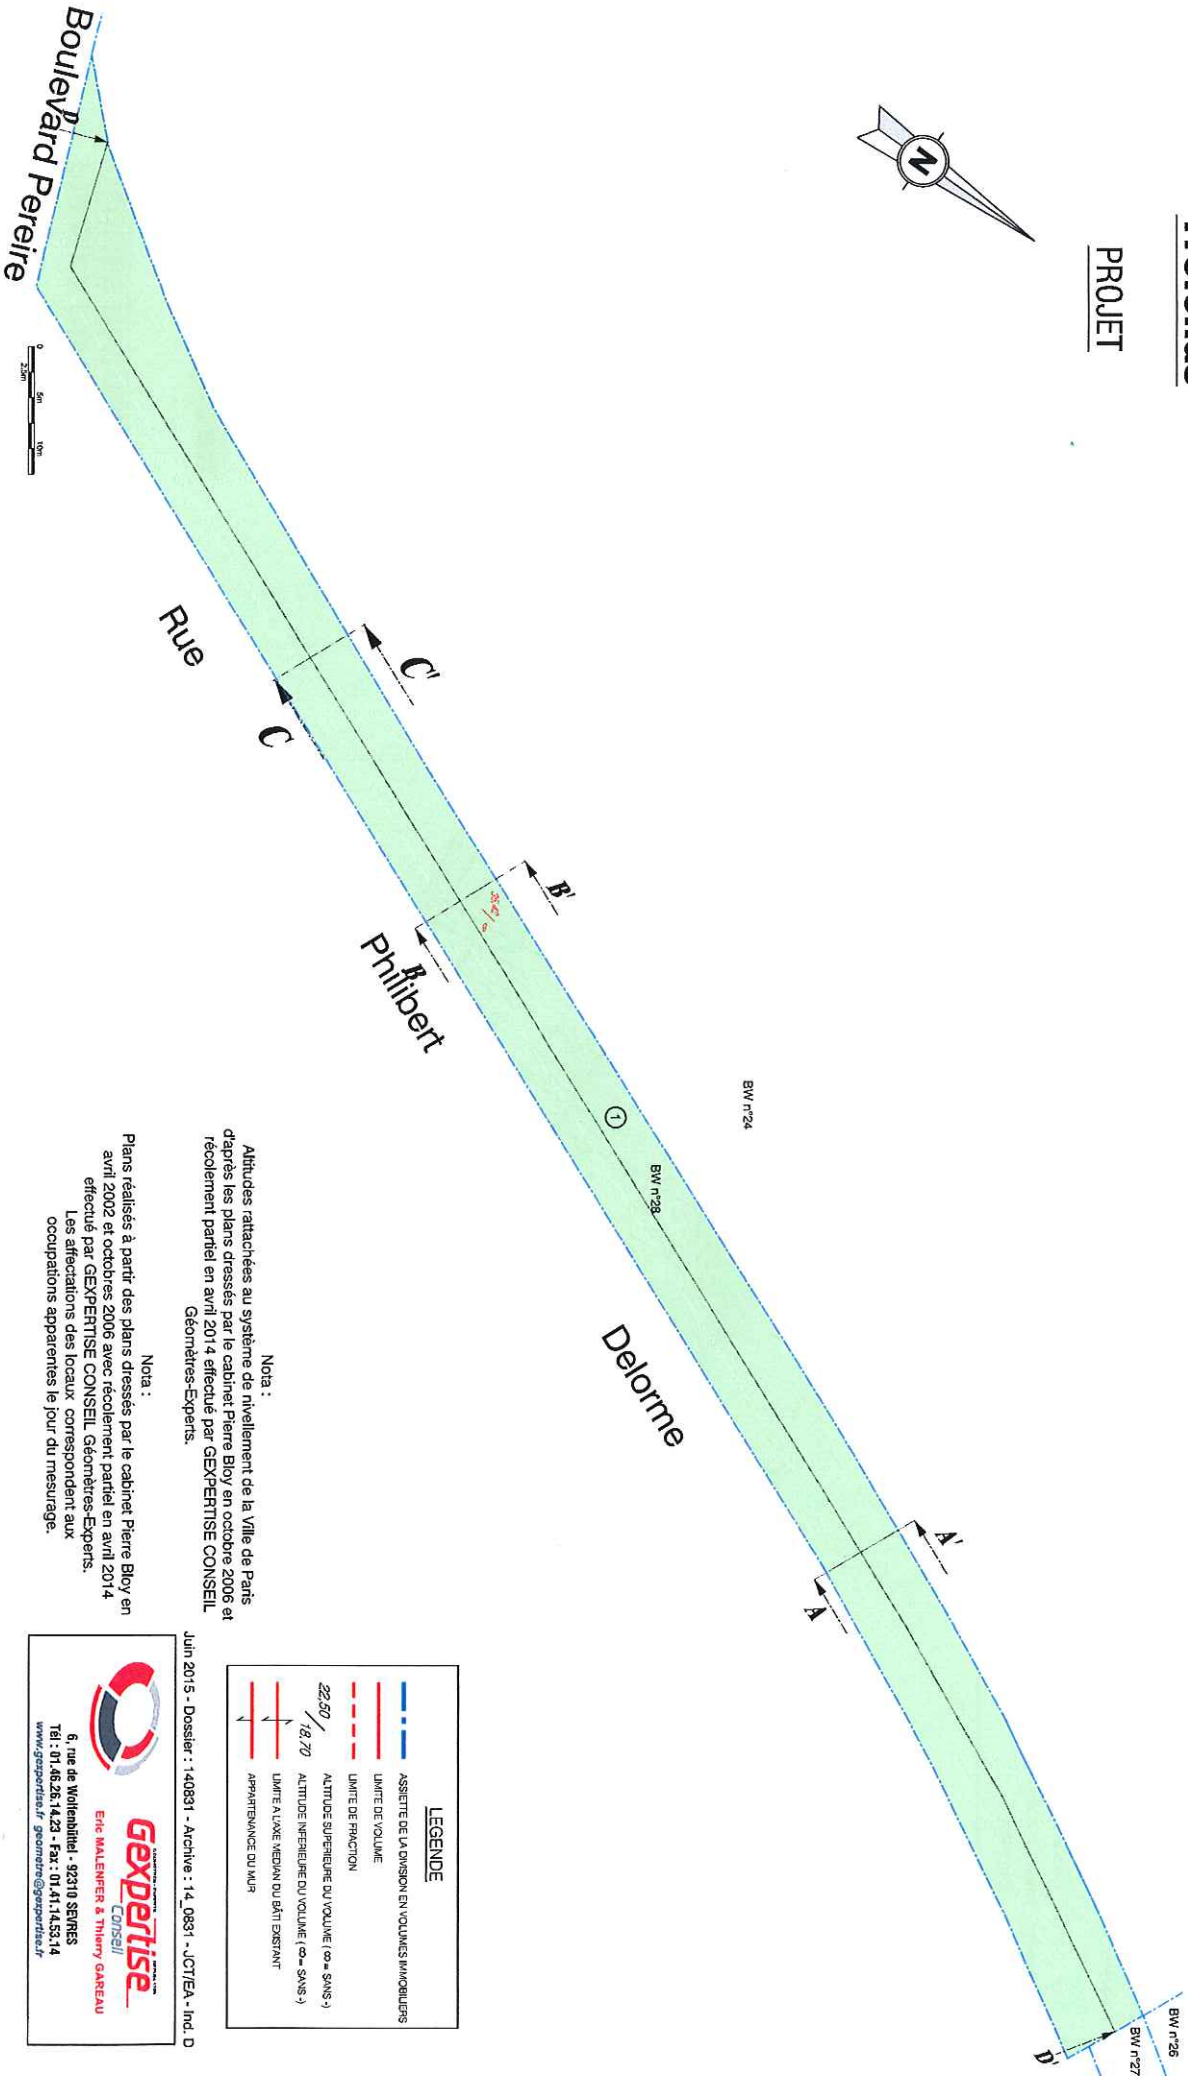 PROJET
N
Boulevard Pereire
D
0
2.5m
5m
10m
Rue
C'
C
B'
B
Philibert
BW n°24
1
BW n°28
Delorme
A'
A
BW n°26
BW n°27
D'
Nota :
Altitudes rattachées au système de nivellement de la Ville de Paris
d'après les plans dressés par le cabinet Pierre Bloy en octobre 2006 et
récolement partiel en avril 2014 effectué par GEXPERTISE CONSEIL
Géomètres-Experts.
Nota :
Plans réalisés à partir des plans dressés par le cabinet Pierre Bloy en
avril 2002 et octobres 2006 avec récolement partiel en avril 2014
effectué par GEXPERTISE CONSEIL Géomètres-Experts.
Les affectations des locaux correspondent aux
occupations apparentes le jour du mesurage.
LEGENDE
ASSIETTE DE LA DIVISION EN VOLUMES IMMOBILIERS
LIMITE DE VOLUME
LIMITE DE FRACTION
22,50 / 18,70
ALTITUDE SUPERIEURE DU VOLUME ( ∞ = SANS - )
ALTITUDE INFERIEURE DU VOLUME ( ∞ = SANS - )
LIMITE A L'AXE MEDIAN DU BÂTI EXISTANT
APPARTENANCE DU MUR
Juin 2015 - Dossier : 140831 - Archive : 14_0831 - JCT/EA - Ind. D
Gexpertise
Conseil
Eric MALENFER & Thierry GAREAU
6, rue de Wolfenbüttel - 92310 SEVRES
Tél : 01.46.26.14.23 - Fax : 01.41.14.53.14
www.gexpertise.fr geometre@gexpertise.fr